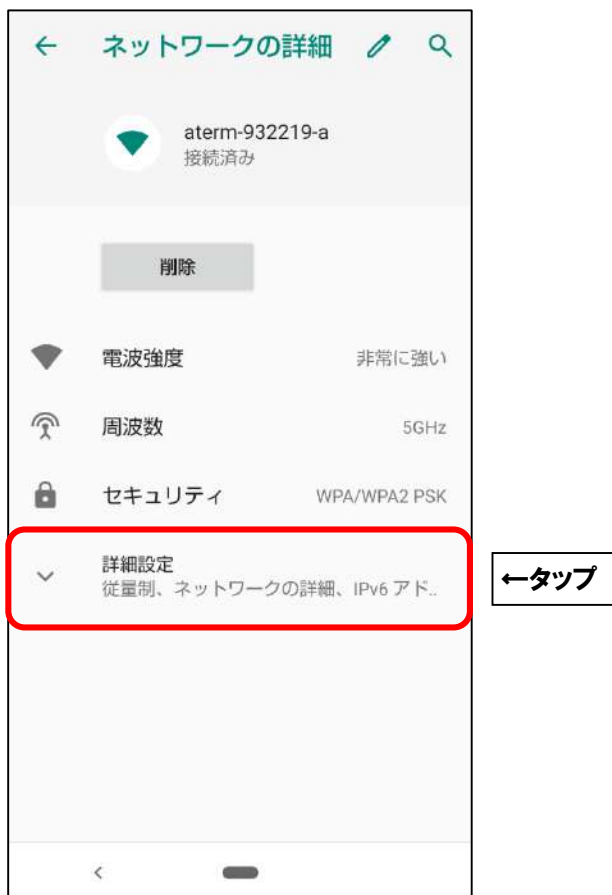 ネットワークの詳細
aterm-932219-a
接続済み
削除
電波強度 非常に強い
周波数 5GHz
セキュリティ WPA/WPA2 PSK
詳細設定
従量制、ネットワークの詳細、IPv6 アド..
←タップ